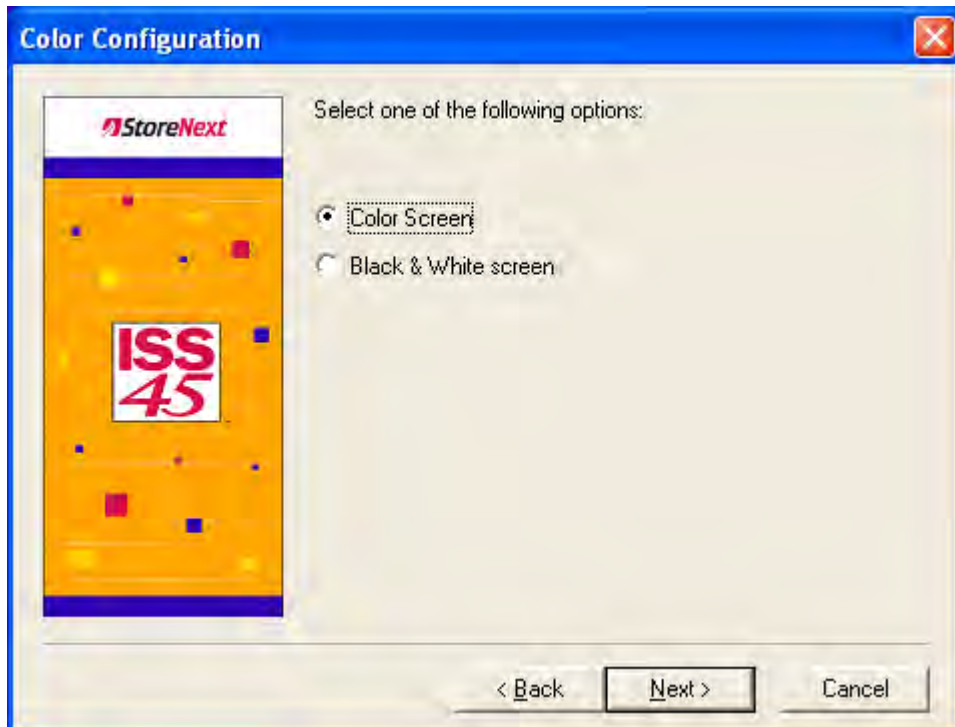 Color Configuration
StoreNext
Select one of the following options:
Color Screen
Black & White screen
ISS
45
< Back
Next >
Cancel